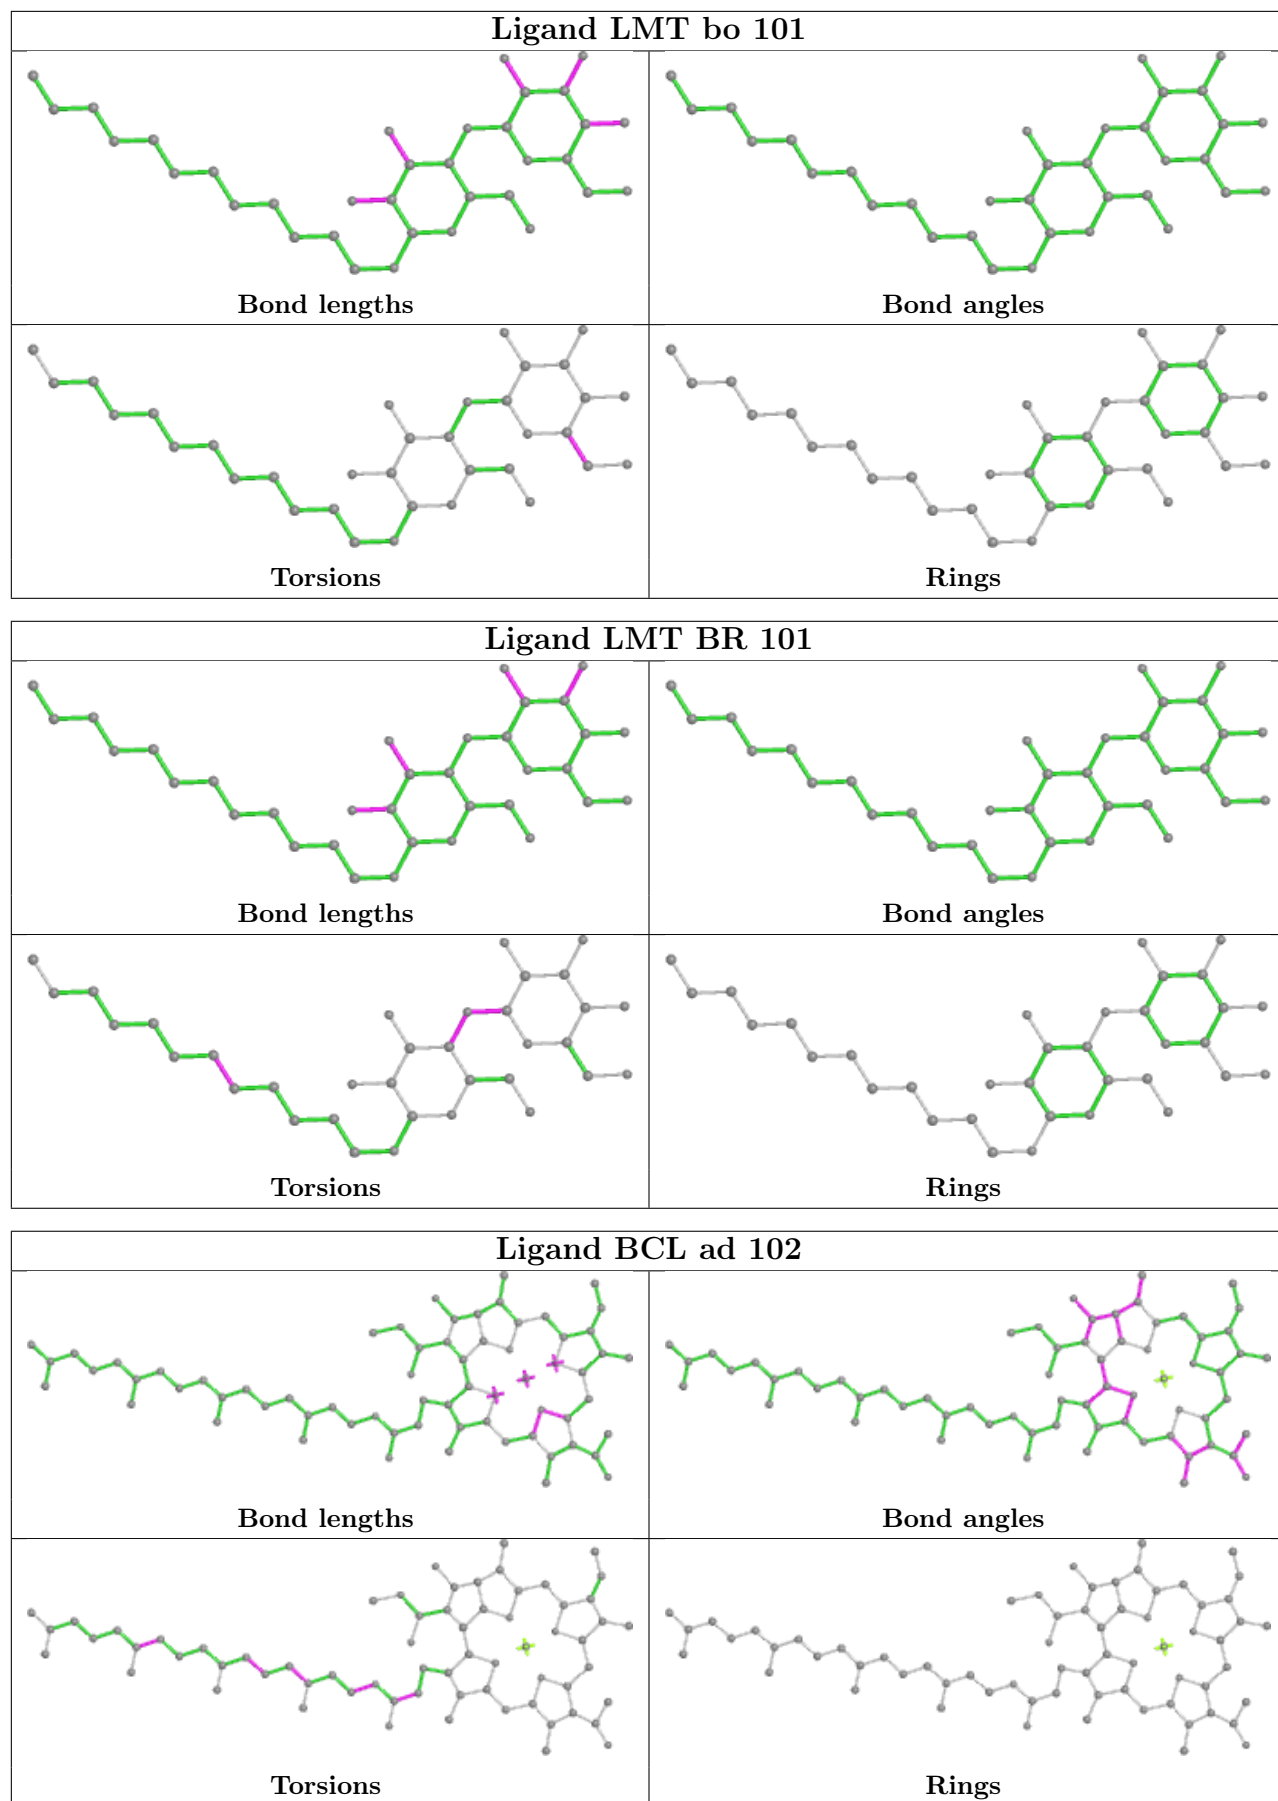 Ligand LMT bo 101
Bond lengths
Bond angles
Torsions
Rings
Ligand LMT BR 101
Bond lengths
Bond angles
Torsions
Rings
Ligand BCL ad 102
Bond lengths
Bond angles
Torsions
Rings